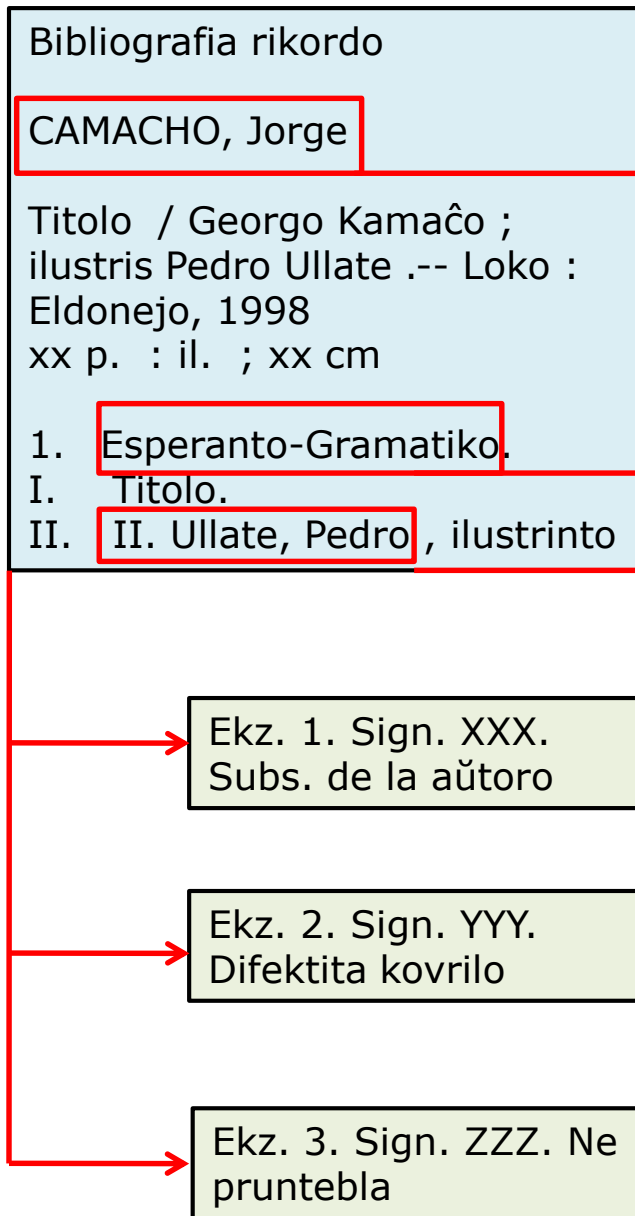 Bibliografia rikordo
CAMACHO, Jorge
Titolo / Georgo Kamaĉo ;
ilustris Pedro Ullate .-- Loko :
Eldonejo, 1998
xx p. : il. ; xx cm
1. Esperanto-Gramatiko.
I. Titolo.
II. II. Ullate, Pedro , ilustrinto
Ekz. 1. Sign. XXX.
Subs. de la aŭtoro
Ekz. 2. Sign. YYY.
Difektita kovrilo
Ekz. 3. Sign. ZZZ. Ne
pruntebla